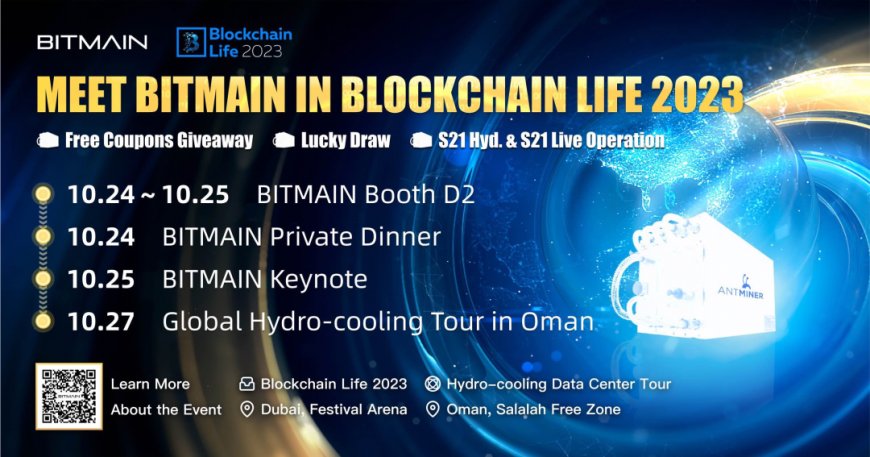 BITMAIN
Blockchain
Life 2023
MEET BITMAIN IN BLOCKCHAIN LIFE 2023
Free Coupons Giveaway Lucky Draw S21 Hyd. & S21 Live Operation
10.24 ~ 10.25 BITMAIN Booth D2
10.24 BITMAIN Private Dinner
10.25 BITMAIN Keynote
10.27 Global Hydro-cooling Tour in Oman
ANTMINER
BITMAIN
Learn More Blockchain Life 2023 Hydro-cooling Data Center Tour
About the Event Dubai, Festival Arena Oman, Salalah Free Zone